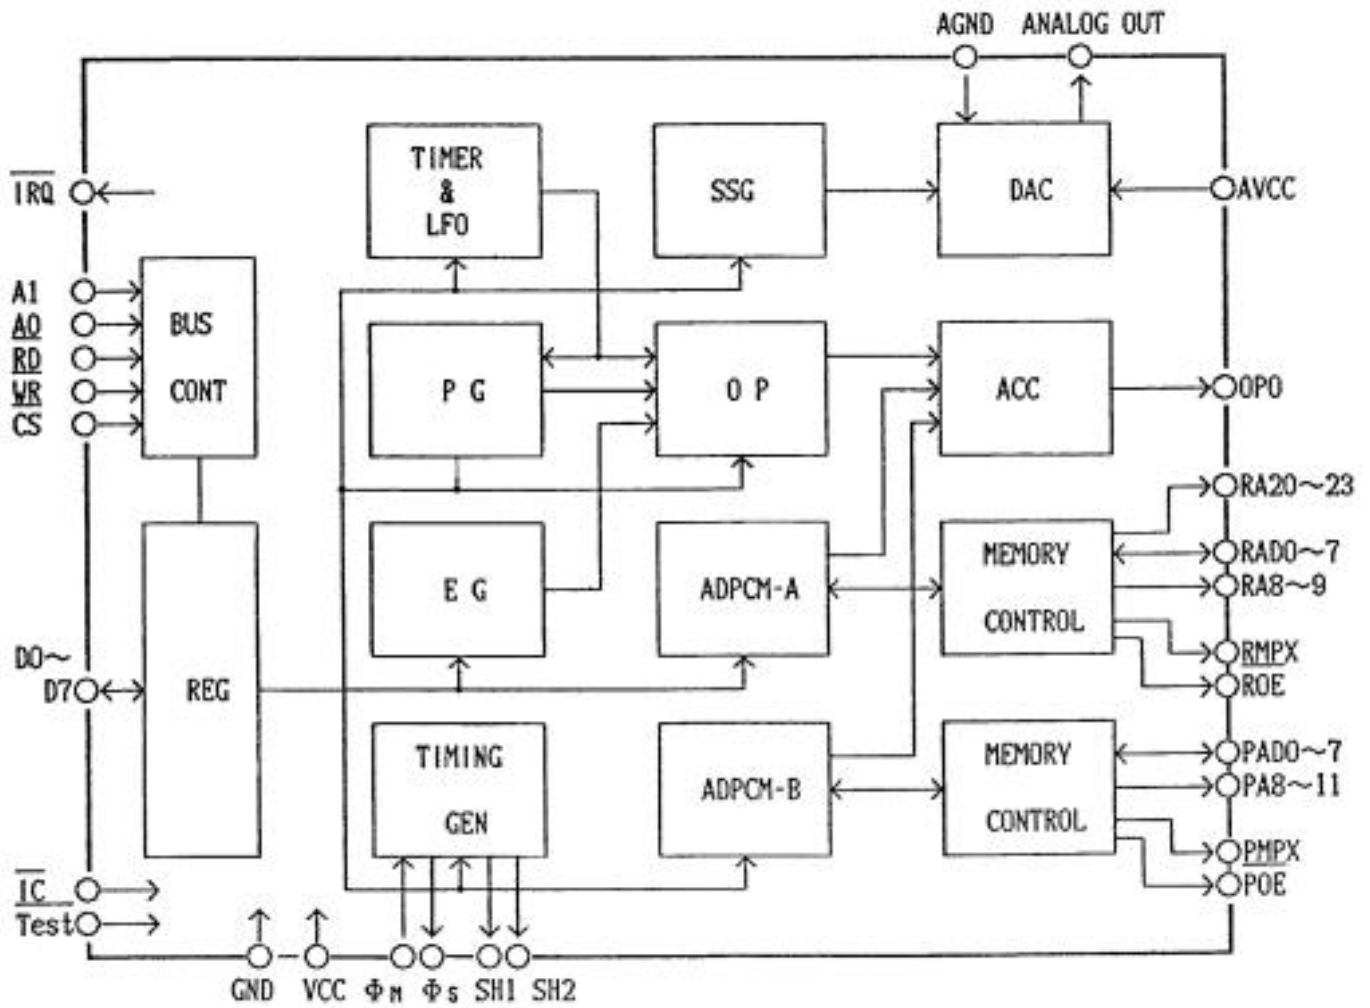 AGND ANALOG OUT
TIMER
&
LFO
SSG
DAC
IRQ
AVCC
A1
A0
RD
WR
CS
BUS
CONT
P G
O P
ACC
OPO
RA20~23
RAD0~7
RA8~9
RMPX
ROE
MEMORY
CONTROL
E G
ADPCM-A
D0~
D7
REG
TIMING
GEN
ADPCM-B
MEMORY
CONTROL
PAD0~7
PA8~11
PMPX
POE
IC
Test
GND VCC ΦM ΦS SH1 SH2